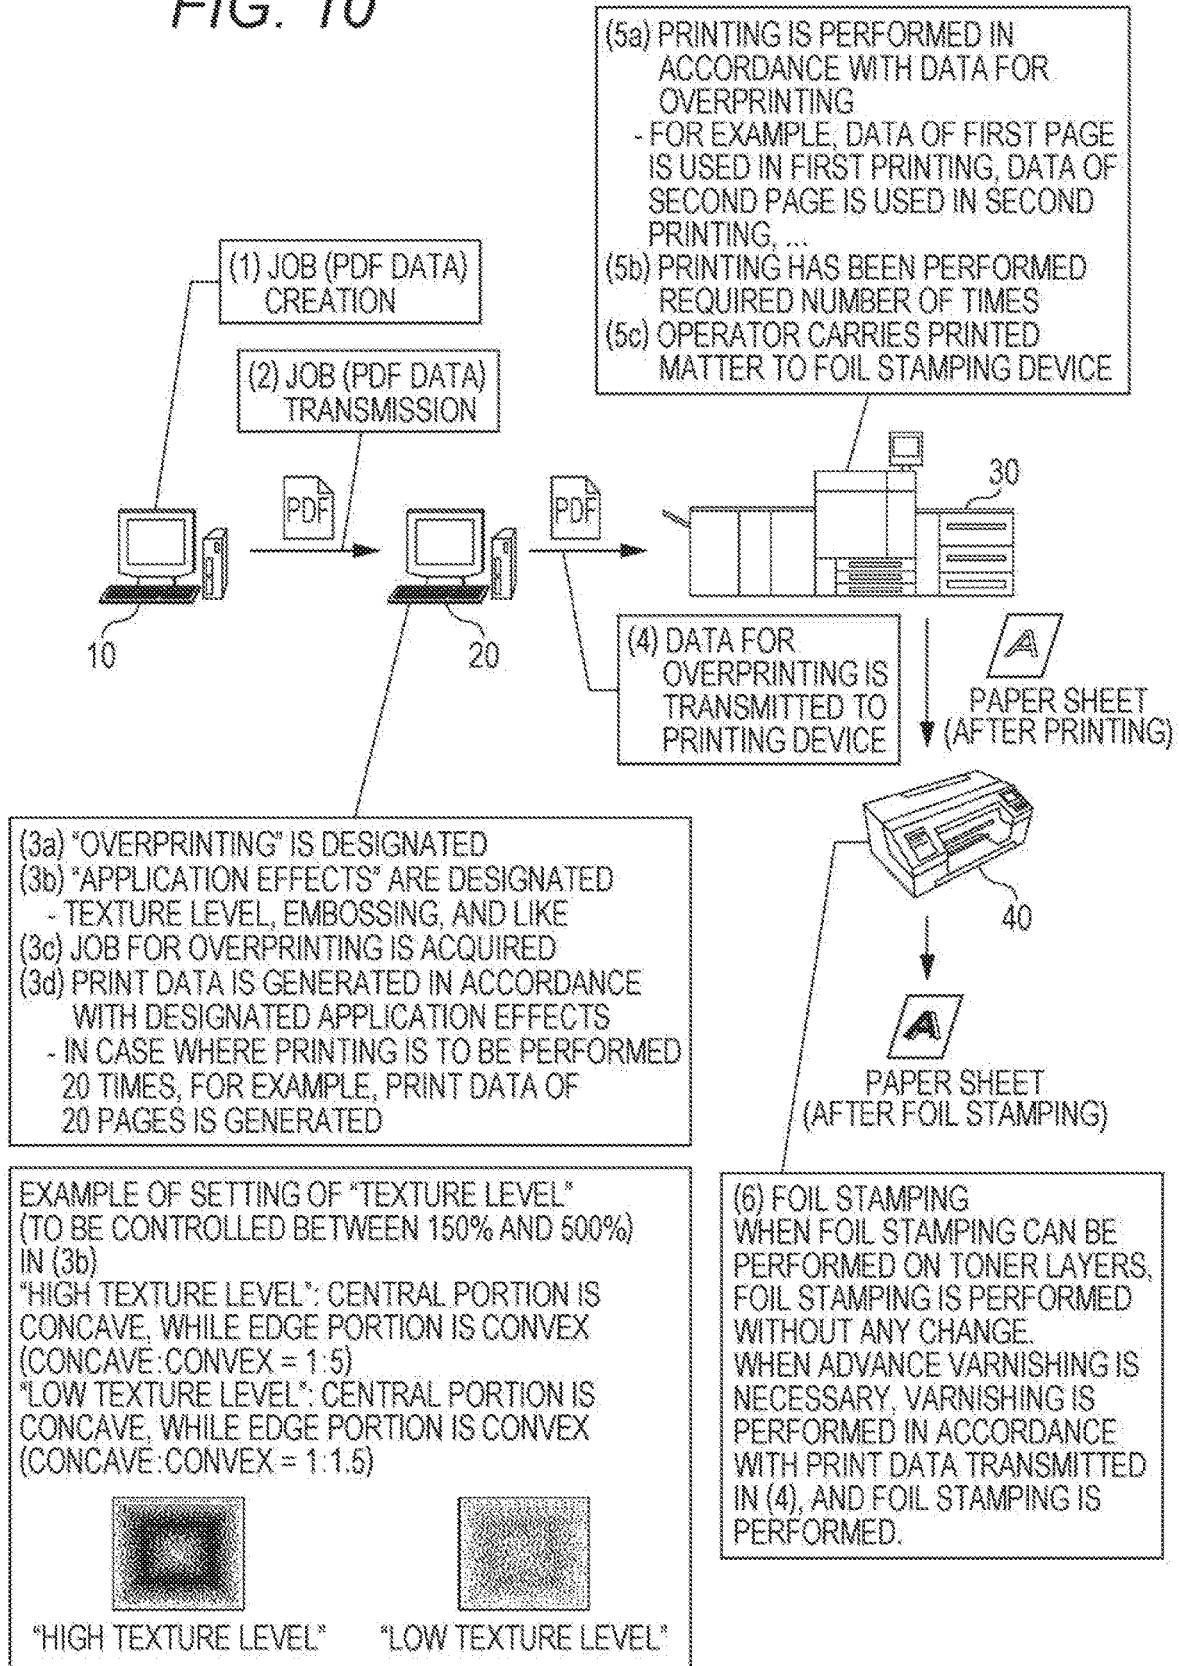 FIG. 10
(5a) PRINTING IS PERFORMED IN
ACCORDANCE WITH DATA FOR
OVERPRINTING
- FOR EXAMPLE, DATA OF FIRST PAGE
IS USED IN FIRST PRINTING, DATA OF
SECOND PAGE IS USED IN SECOND
PRINTING, ...
(5b) PRINTING HAS BEEN PERFORMED
REQUIRED NUMBER OF TIMES
(5c) OPERATOR CARRIES PRINTED
MATTER TO FOIL STAMPING DEVICE
(1) JOB (PDF DATA)
CREATION
(2) JOB (PDF DATA)
TRANSMISSION
PDF
PDF
30
10
20
(4) DATA FOR
OVERPRINTING IS
TRANSMITTED TO
PRINTING DEVICE
A
PAPER SHEET
(AFTER PRINTING)
(3a) "OVERPRINTING" IS DESIGNATED
(3b) "APPLICATION EFFECTS" ARE DESIGNATED
- TEXTURE LEVEL, EMBOSSING, AND LIKE
(3c) JOB FOR OVERPRINTING IS ACQUIRED
(3d) PRINT DATA IS GENERATED IN ACCORDANCE
WITH DESIGNATED APPLICATION EFFECTS
- IN CASE WHERE PRINTING IS TO BE PERFORMED
20 TIMES, FOR EXAMPLE, PRINT DATA OF
20 PAGES IS GENERATED
40
A
PAPER SHEET
(AFTER FOIL STAMPING)
EXAMPLE OF SETTING OF "TEXTURE LEVEL"
(TO BE CONTROLLED BETWEEN 150% AND 500%)
IN (3b)
"HIGH TEXTURE LEVEL": CENTRAL PORTION IS
CONCAVE, WHILE EDGE PORTION IS CONVEX
(CONCAVE:CONVEX = 1:5)
"LOW TEXTURE LEVEL": CENTRAL PORTION IS
CONCAVE, WHILE EDGE PORTION IS CONVEX
(CONCAVE:CONVEX = 1:1.5)
"HIGH TEXTURE LEVEL"
"LOW TEXTURE LEVEL"
(6) FOIL STAMPING
WHEN FOIL STAMPING CAN BE
PERFORMED ON TONER LAYERS,
FOIL STAMPING IS PERFORMED
WITHOUT ANY CHANGE.
WHEN ADVANCE VARNISHING IS
NECESSARY, VARNISHING IS
PERFORMED IN ACCORDANCE
WITH PRINT DATA TRANSMITTED
IN (4), AND FOIL STAMPING IS
PERFORMED.